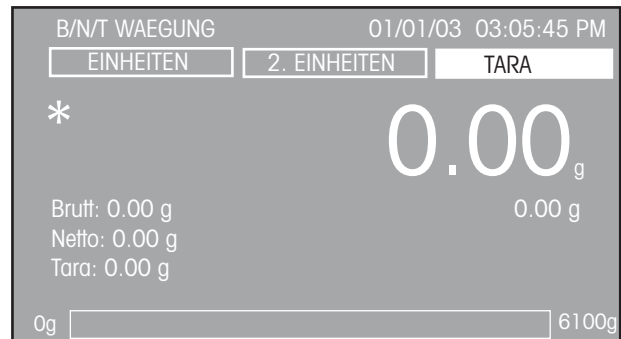 B/N/T WAEGUNG 01/01/03 03:05:45 PM
EINHEITEN 2. EINHEITEN TARA
* 0.00 g
Brutt: 0.00 g 0.00 g
Netto: 0.00 g
Tara: 0.00 g
0g 6100g